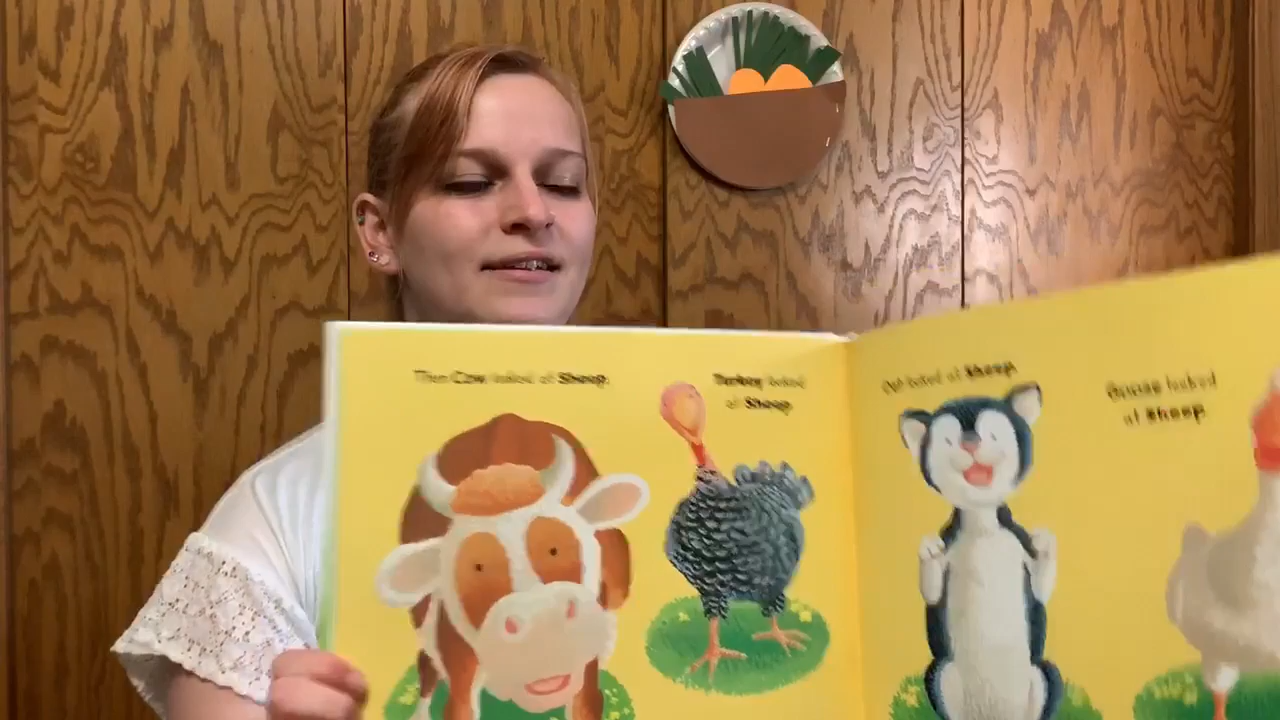 Then Cow looked at Sheep.
Turkey looked
at Sheep.
Cat looked at Sheep.
Goose looked
at Sheep.